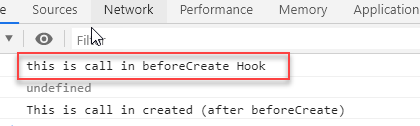 Sources Network Performance Memory Application
this is call in beforeCreate Hook
undefined
This is call in created (after beforeCreate)